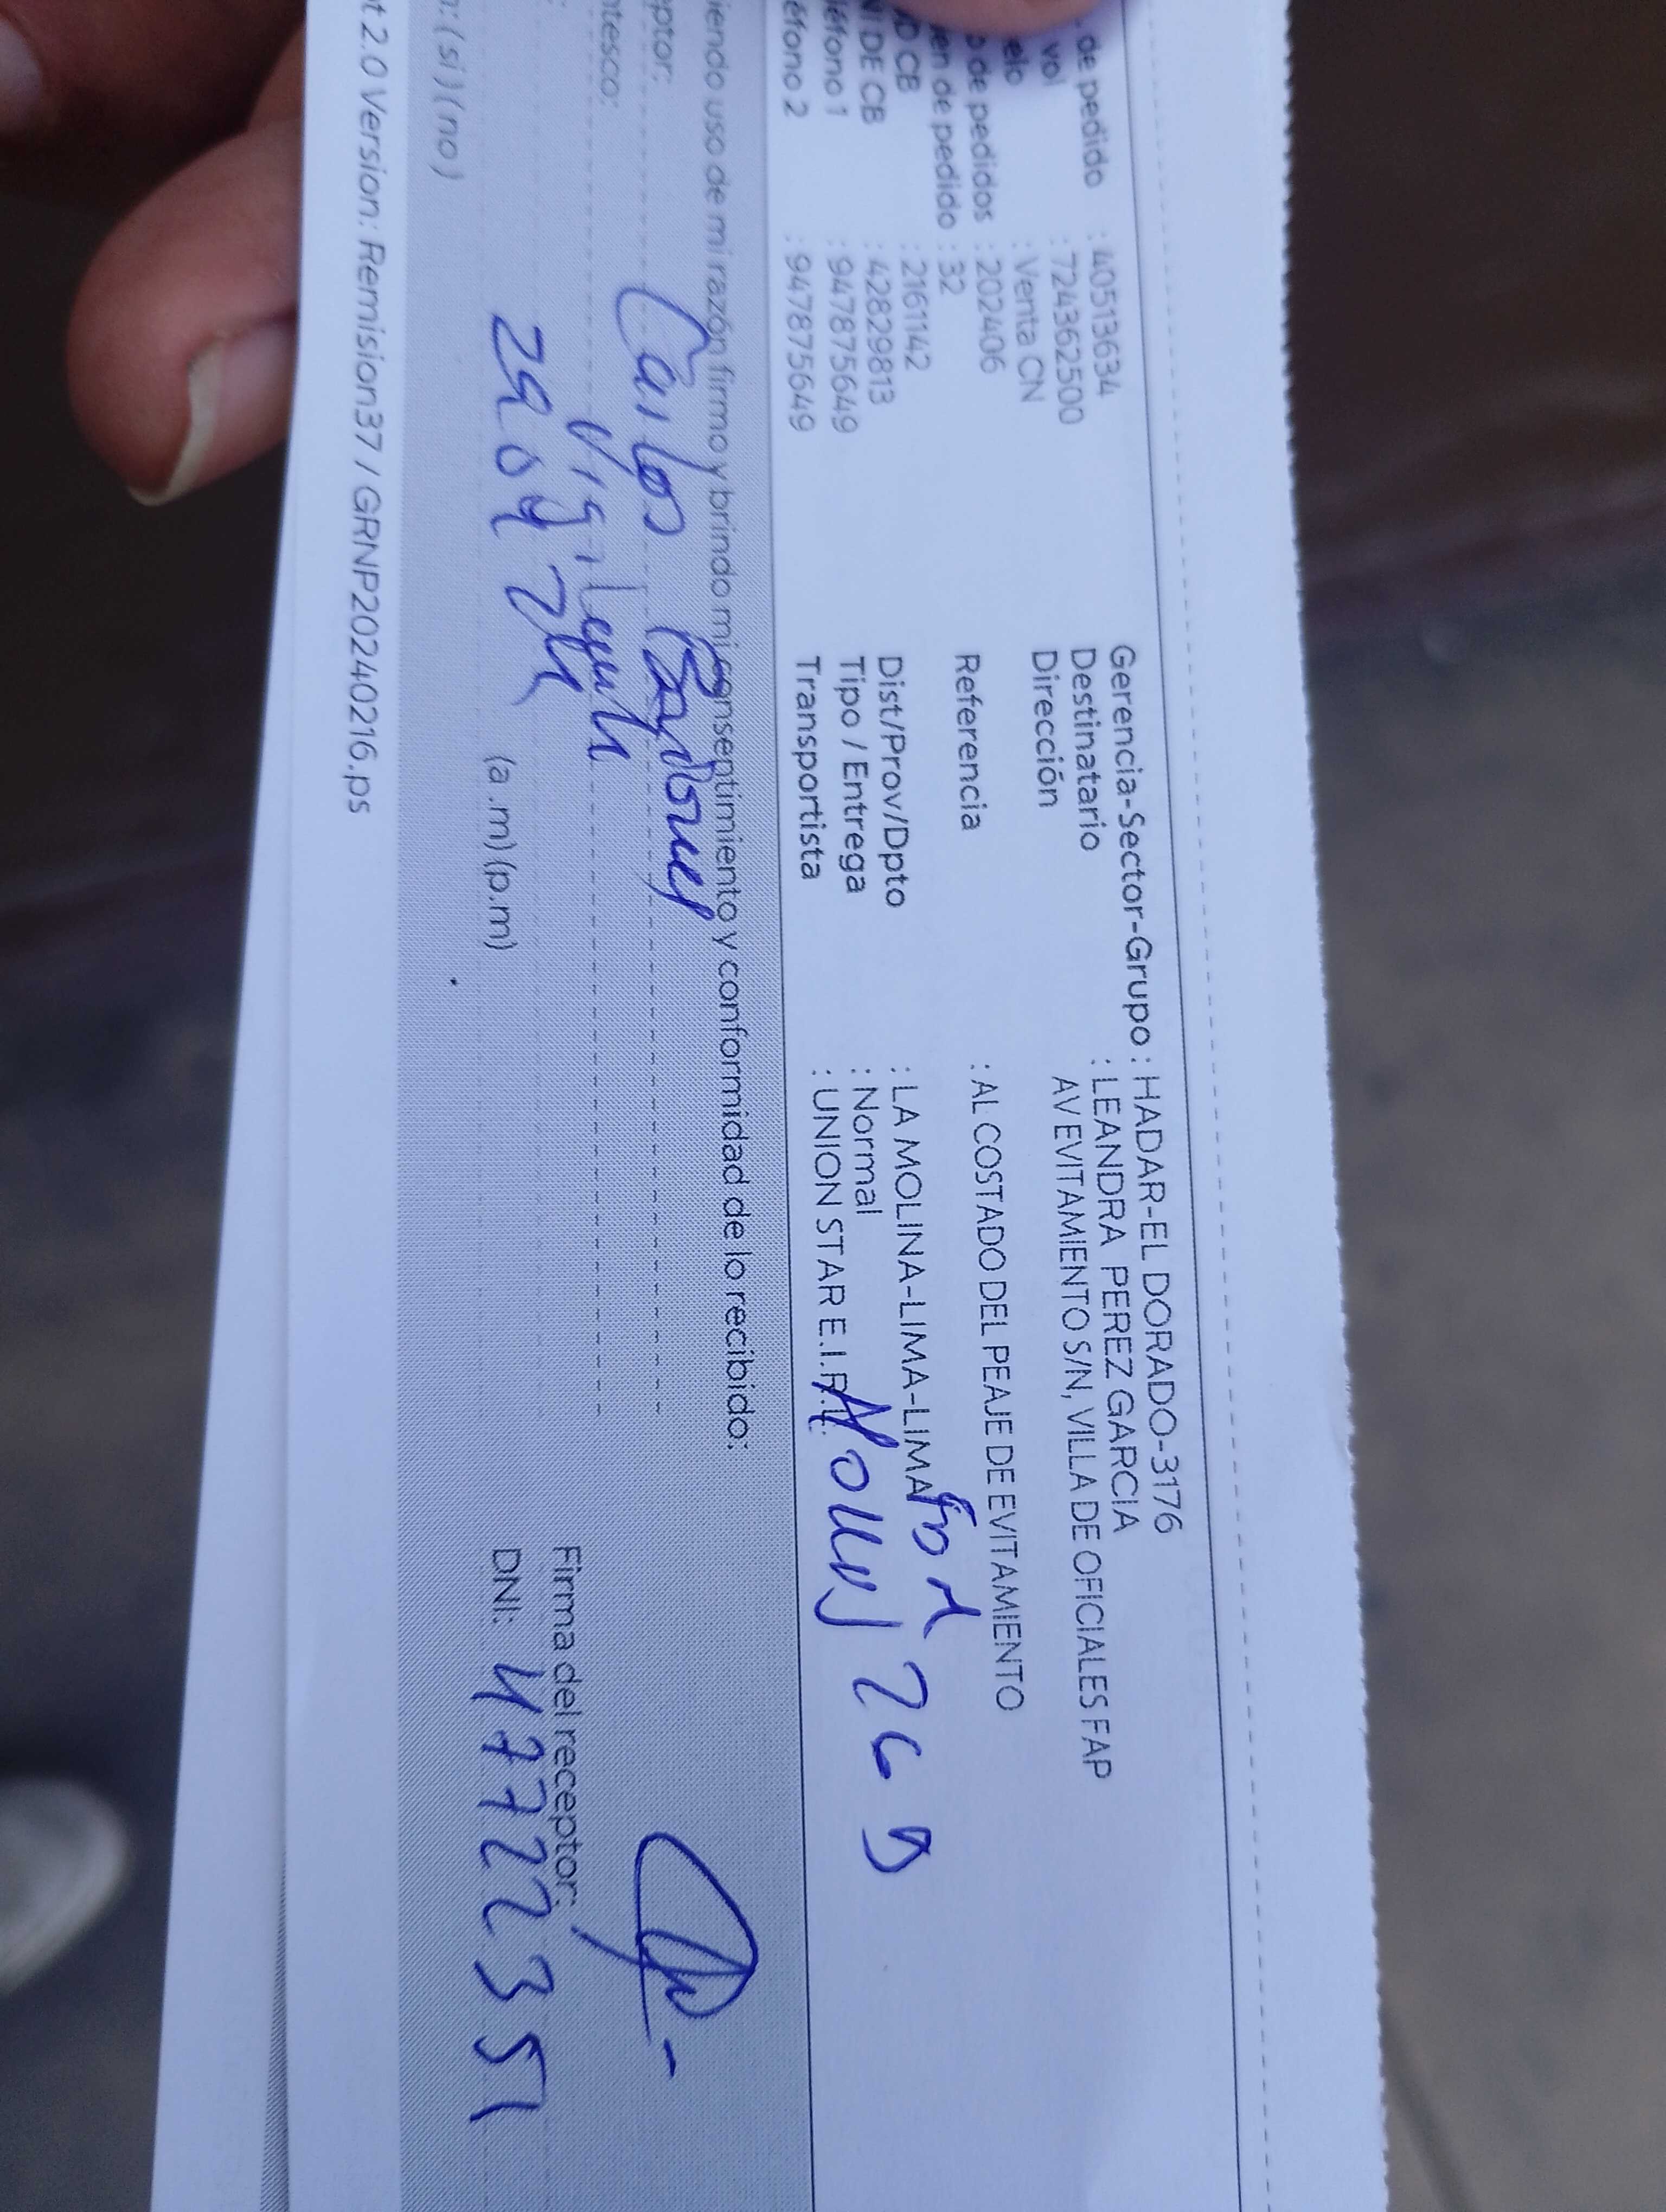 de pedido : 40513634
vol : 724362500
elo : Venta CN
de pedidos : 202406
en de pedido : 32
D CB : 2161142
I DE CB : 42829813
éfono 1 : 947875649
éfono 2 : 947875649
Gerencia-Sector-Grupo : HADAR-EL DORADO-3176
Destinatario : LEANDRA PEREZ GARCIA
Dirección AV EVITAMIENTO S/N, VILLA DE OFICIALES FAP
Referencia : AL COSTADO DEL PEAJE DE EVITAMIENTO
Dist/Prov/Dpto : LA MOLINA-LIMA-LIMA
Tipo / Entrega : Normal
Transportista : UNION STAR E.I.R.L.
iendo uso de mi razón firmo y brindo mi consentimiento y conformidad de lo recibido:
eptor: Carlos
ntesco:
(a.m) (p.m)
Firma del receptor:
DNI: 47722351
n: ( si ) ( no )
t 2.0 Version: Remision37 / GRNP20240216.ps